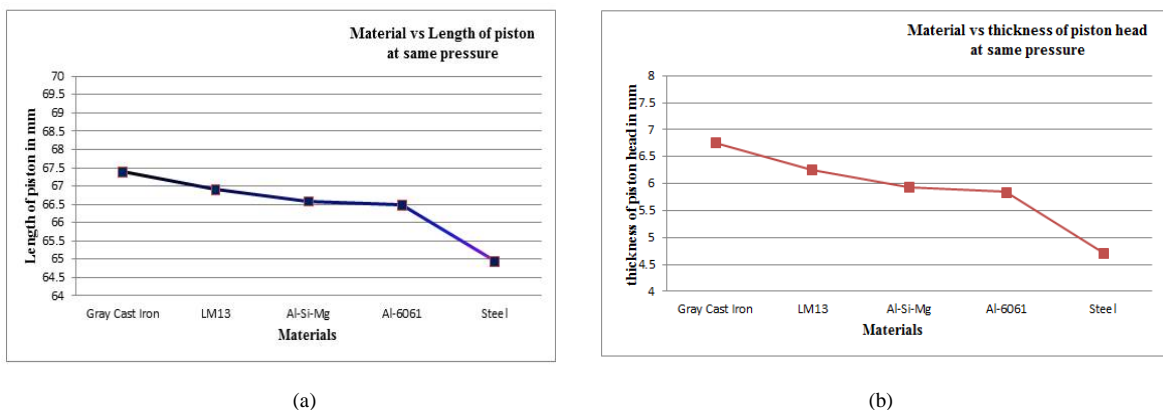 Material vs Length of piston
at same pressure
Length of piston in mm
70
69.5
69
68.5
68
67.5
67
66.5
66
65.5
65
64.5
64
Gray Cast Iron LM13 Al-Si-Mg Al-6061 Steel
Materials
(a)
Material vs thickness of piston head
at same pressure
thickness of piston head in mm
8
7.5
7
6.5
6
5.5
5
4.5
4
Gray Cast Iron LM13 Al-Si-Mg Al-6061 Steel
Materials
(b)